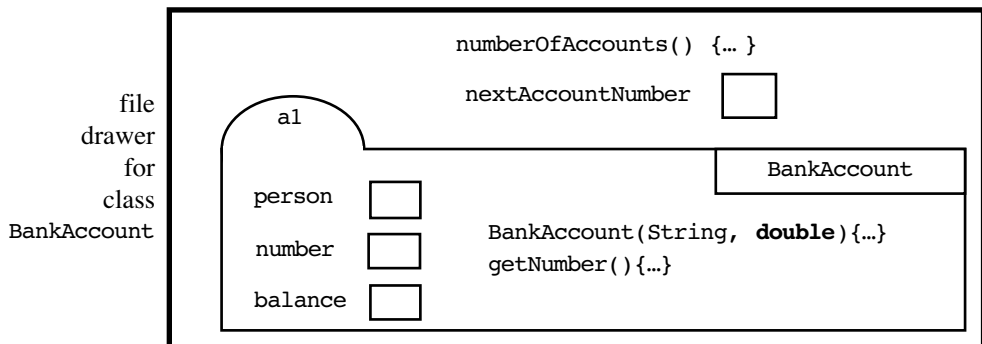 numberOfAccounts() {… }
nextAccountNumber
file
drawer
for
class
BankAccount
a1
BankAccount
person
number
balance
BankAccount(String, double){…}
getNumber(){…}